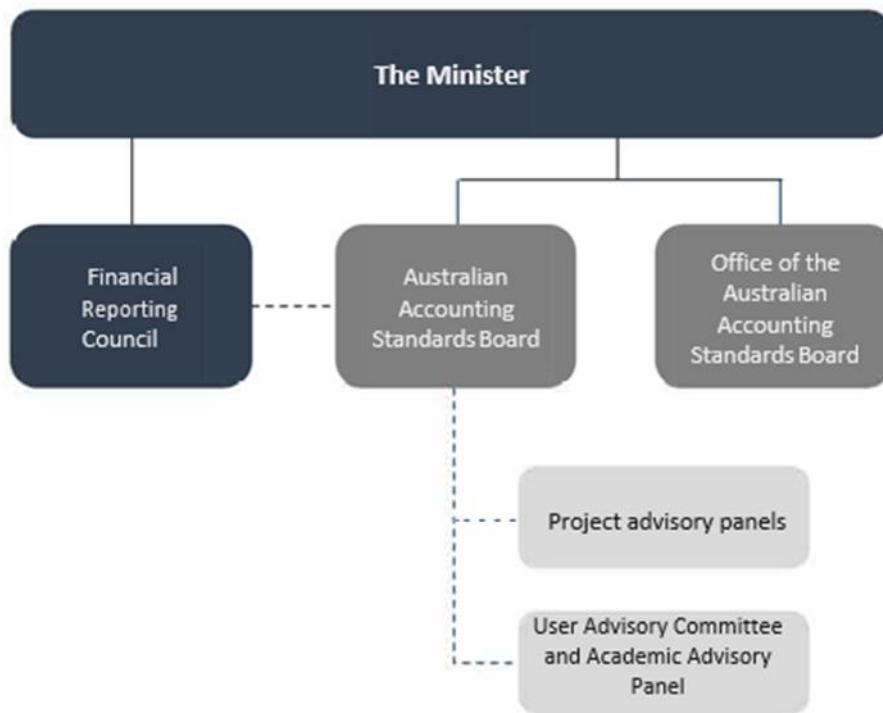 The Minister
Financial
Reporting
Council
Australian
Accounting
Standards Board
Office of the
Australian
Accounting
Standards Board
Project advisory panels
User Advisory Committee
and Academic Advisory
Panel